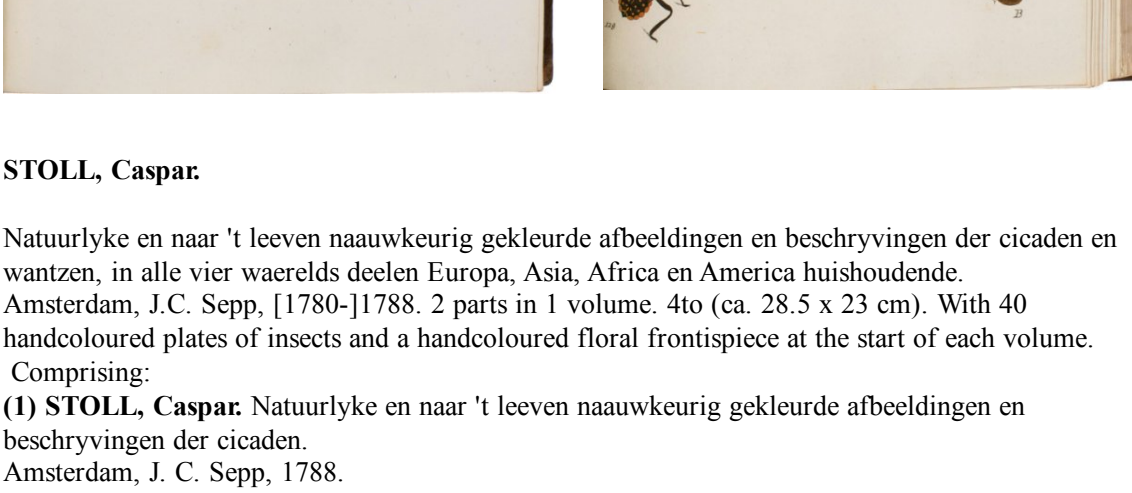 B
STOLL, Caspar.
Natuurlyke en naar 't leeven naauwkeurig gekleurde afbeeldingen en beschryvingen der cicaden en
wantzen, in alle vier waerelds deelen Europa, Asia, Africa en America huishoudende.
Amsterdam, J.C. Sepp, [1780-]1788. 2 parts in 1 volume. 4to (ca. 28.5 x 23 cm). With 40
handcoloured plates of insects and a handcoloured floral frontispiece at the start of each volume.
Comprising:
(1) STOLL, Caspar. Natuurlyke en naar 't leeven naauwkeurig gekleurde afbeeldingen en
beschryvingen der cicaden.
Amsterdam, J. C. Sepp, 1788.